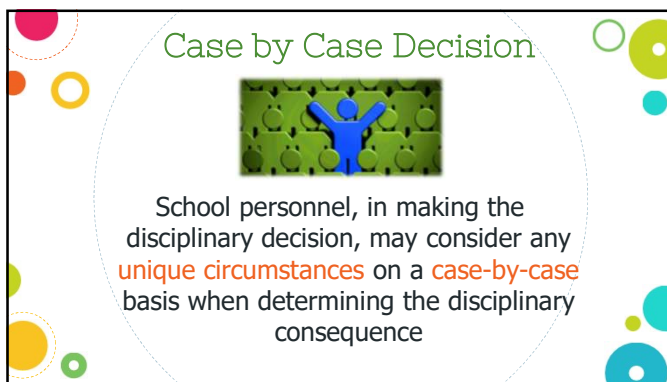 Case by Case Decision
School personnel, in making the
disciplinary decision, may consider any
unique circumstances on a case-by-case
basis when determining the disciplinary
consequence